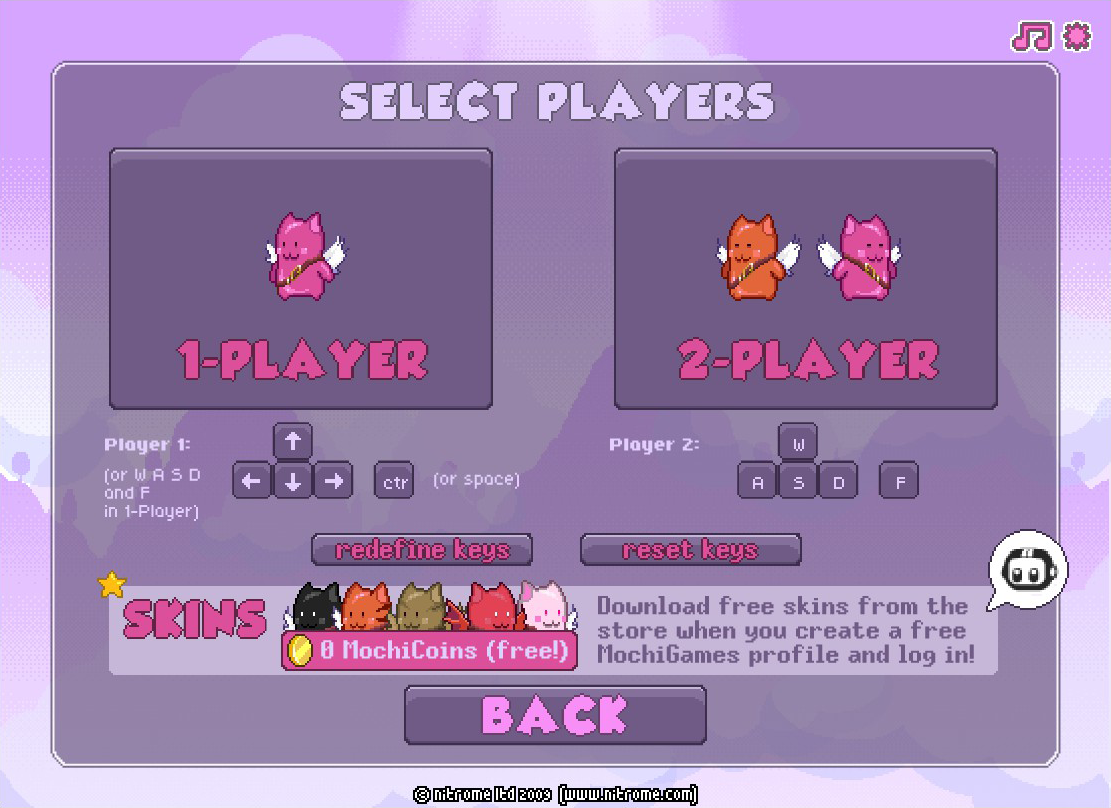 SELECT PLAYERS
1-PLAYER
2-PLAYER
Player 1:
(or W A S D
and F
in 1-Player)
ctr
(or space)
Player 2:
W
A S D F
redefine keys
reset keys
SKINS
0 MochiCoins (free!)
Download free skins from the
store when you create a free
MochiGames profile and log in!
BACK
© nitrome ltd 2009 (www.nitrome.com)